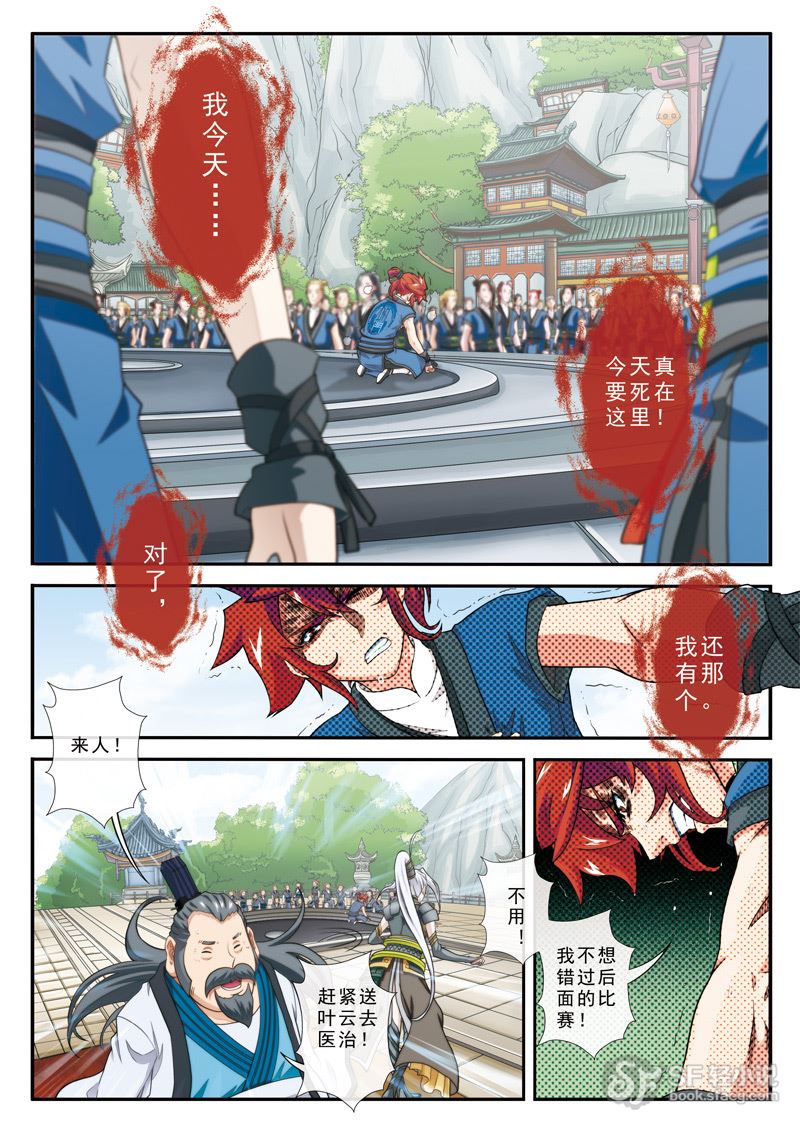 我今天……
今天真
要死在
这里！
对了，
我还
有那
个。
来人！
赶紧送
叶云去
医治！
不用！
我不想
错过后
面的比
赛！
SF轻小说
book.sfacg.com